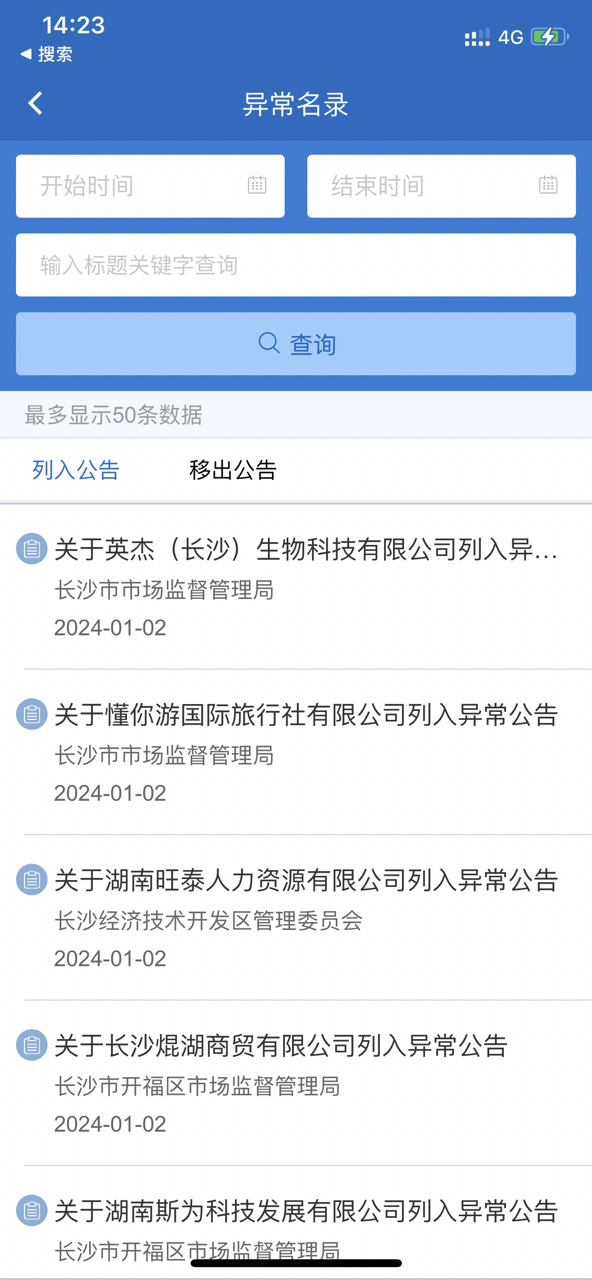 14:23
4G
◀ 搜索
异常名录
开始时间
结束时间
输入标题关键字查询
查询
最多显示50条数据
列入公告
移出公告
关于英杰（长沙）生物科技有限公司列入异...
长沙市市场监督管理局
2024-01-02
关于懂你游国际旅行社有限公司列入异常公告
长沙市市场监督管理局
2024-01-02
关于湖南旺泰人力资源有限公司列入异常公告
长沙经济技术开发区管理委员会
2024-01-02
关于长沙焜湖商贸有限公司列入异常公告
长沙市开福区市场监督管理局
2024-01-02
关于湖南斯为科技发展有限公司列入异常公告
长沙市开福区市场监督管理局